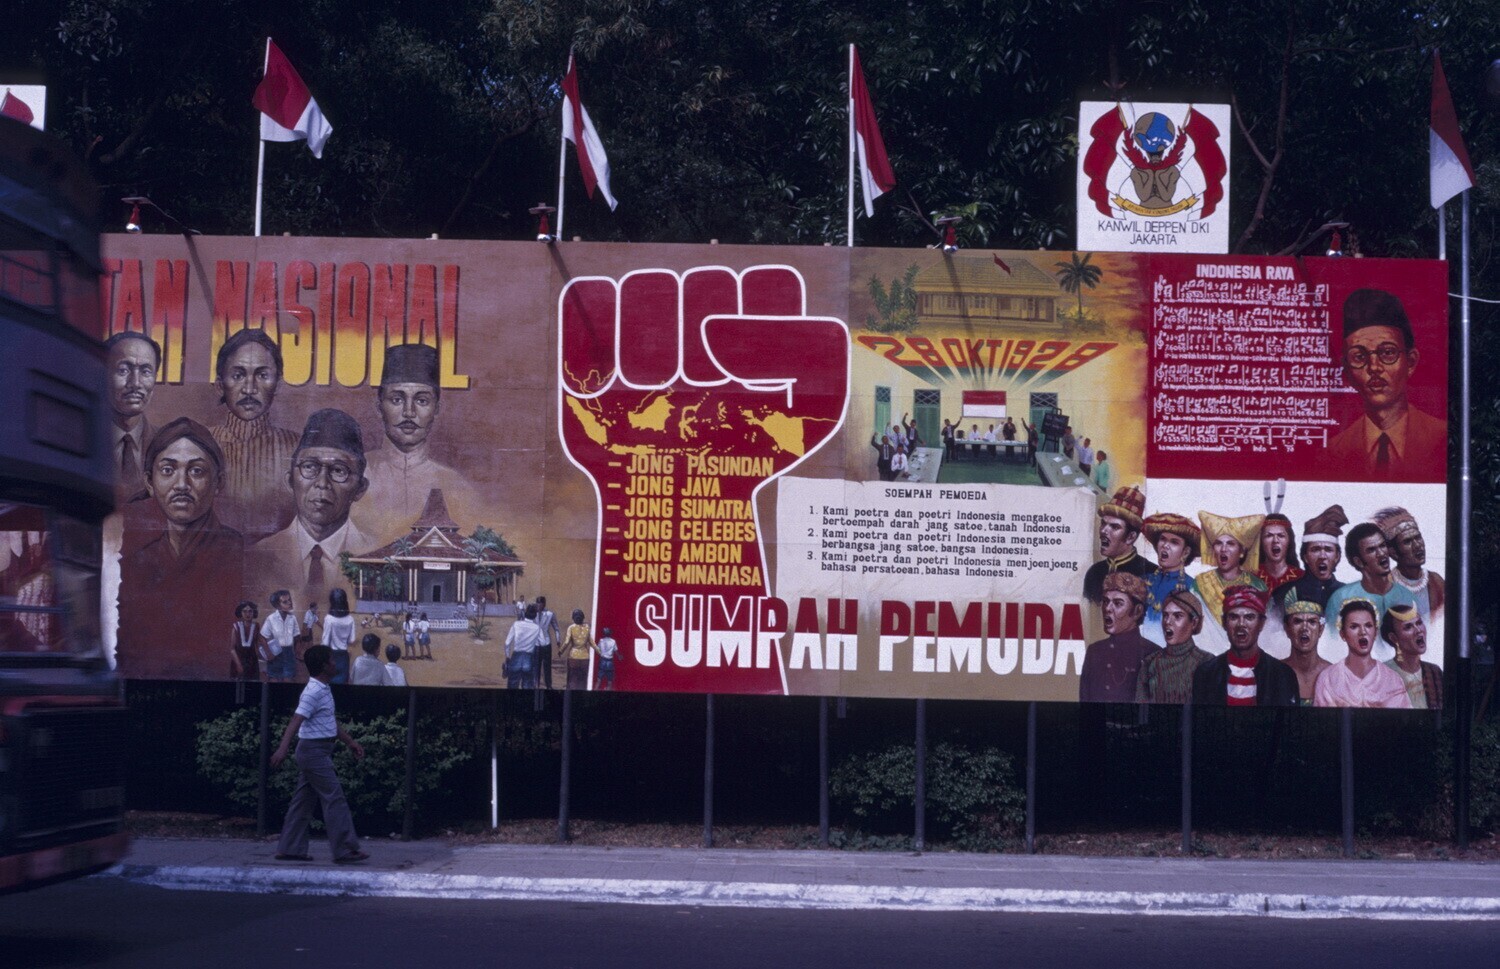 TAN NASIONAL
KANWIL DEPPEN DKI
JAKARTA
– JONG PASUNDAN
– JONG JAVA
– JONG SUMATRA
– JONG CELEBES
– JONG AMBON
– JONG MINAHASA
SUMPAH PEMUDA
28 OKT 1928
SOEMPAH PEMOEDA
1. Kami poetra dan poetri Indonesia mengakoe
bertoempah darah jang satoe, tanah Indonesia.
2. Kami poetra dan poetri Indonesia mengakoe
berbangsa jang satoe, bangsa Indonesia.
3. Kami poetra dan poetri Indonesia menjoenjoeng
bahasa persatoean, bahasa Indonesia.
INDONESIA RAYA